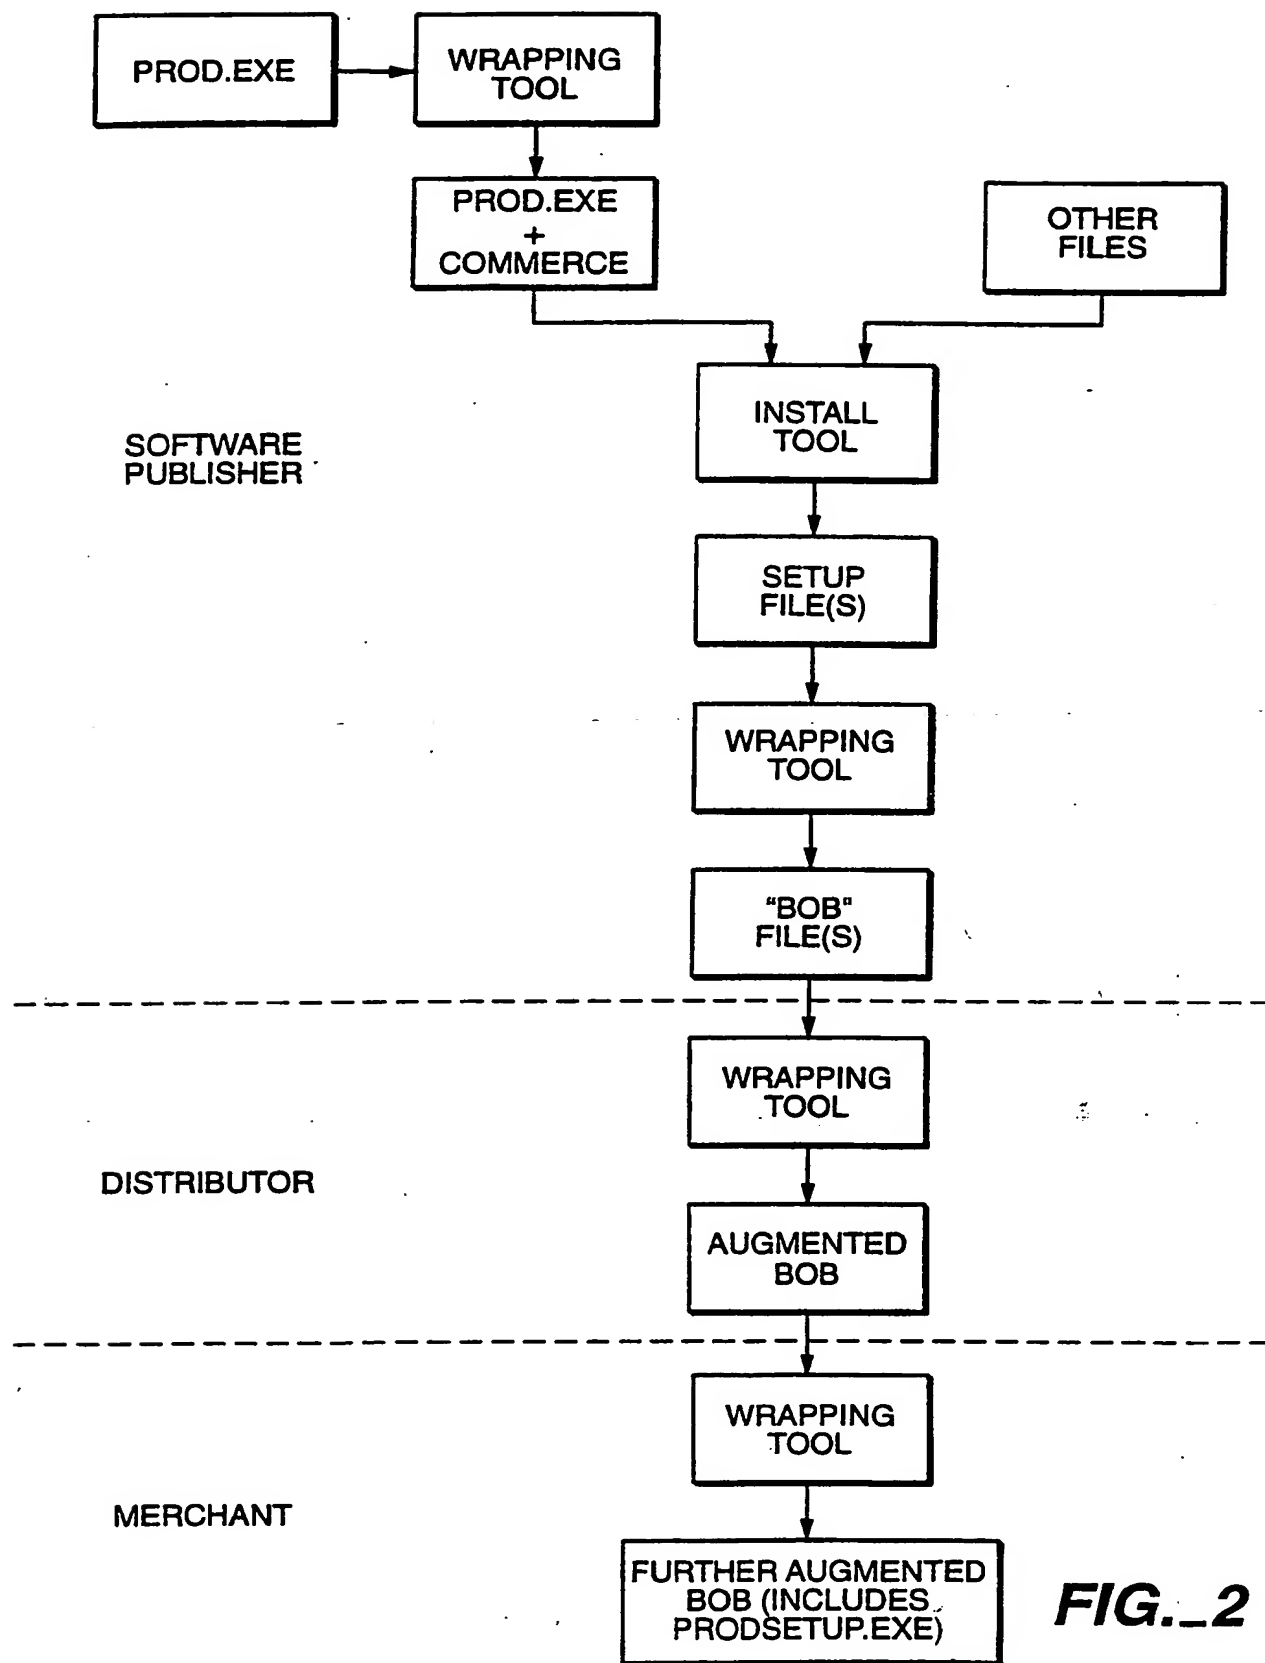 PROD.EXE
WRAPPING
TOOL
PROD.EXE
+
COMMERCE
OTHER
FILES
INSTALL
TOOL
SOFTWARE
PUBLISHER
SETUP
FILE(S)
WRAPPING
TOOL
"BOB"
FILE(S)
WRAPPING
TOOL
DISTRIBUTOR
AUGMENTED
BOB
WRAPPING
TOOL
MERCHANT
FURTHER AUGMENTED
BOB (INCLUDES
PRODSETUP.EXE)
FIG._2